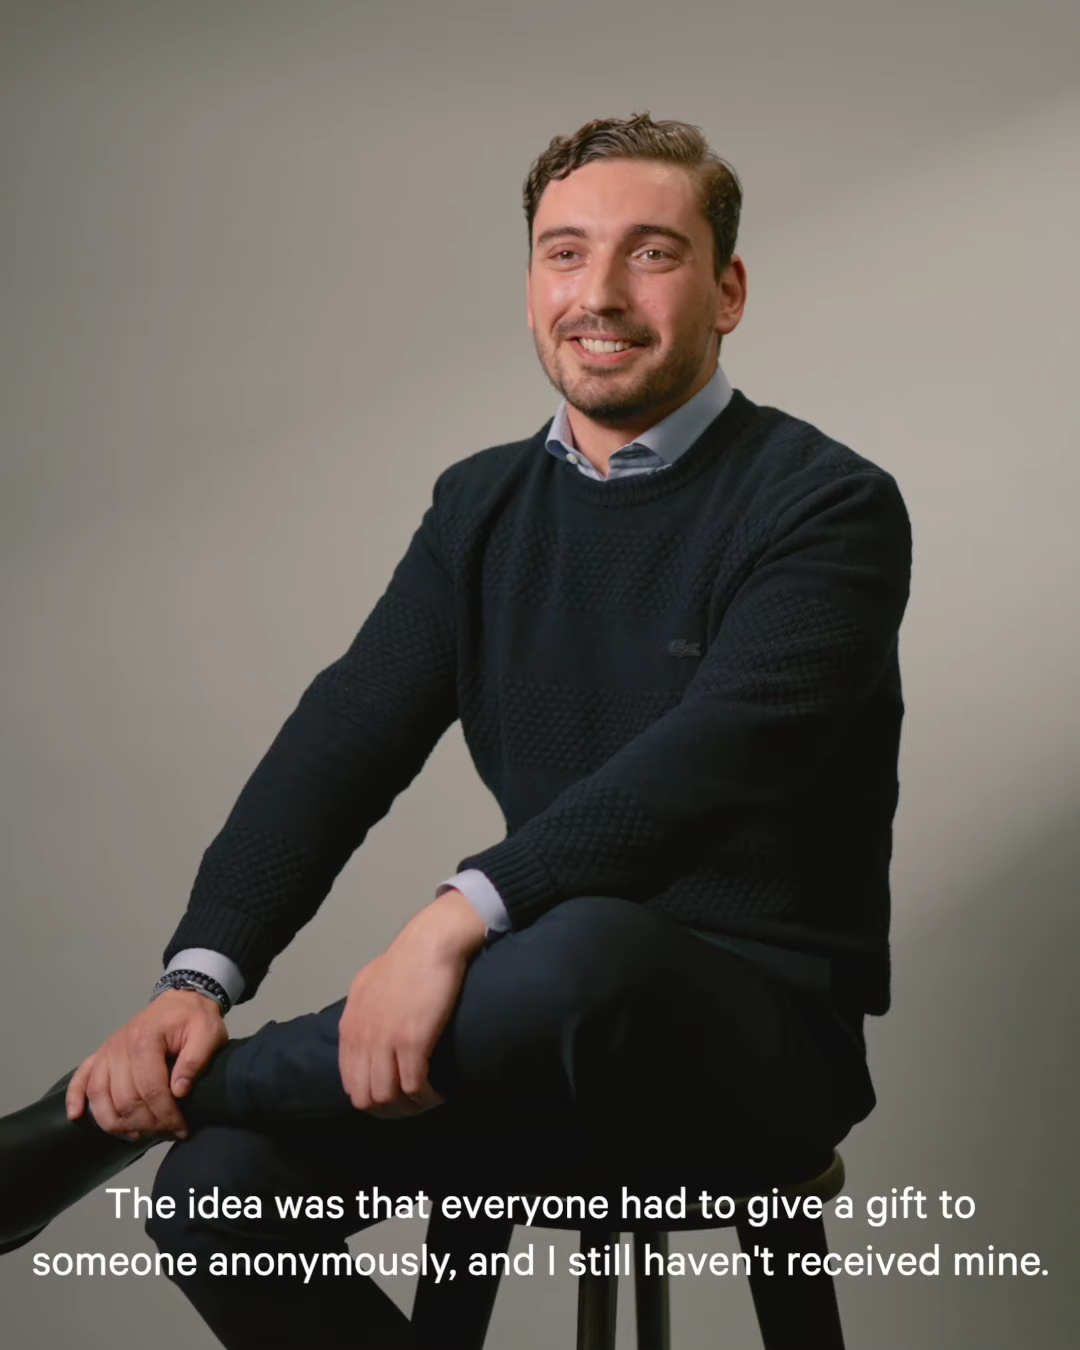 The idea was that everyone had to give a gift to
someone anonymously, and I still haven't received mine.